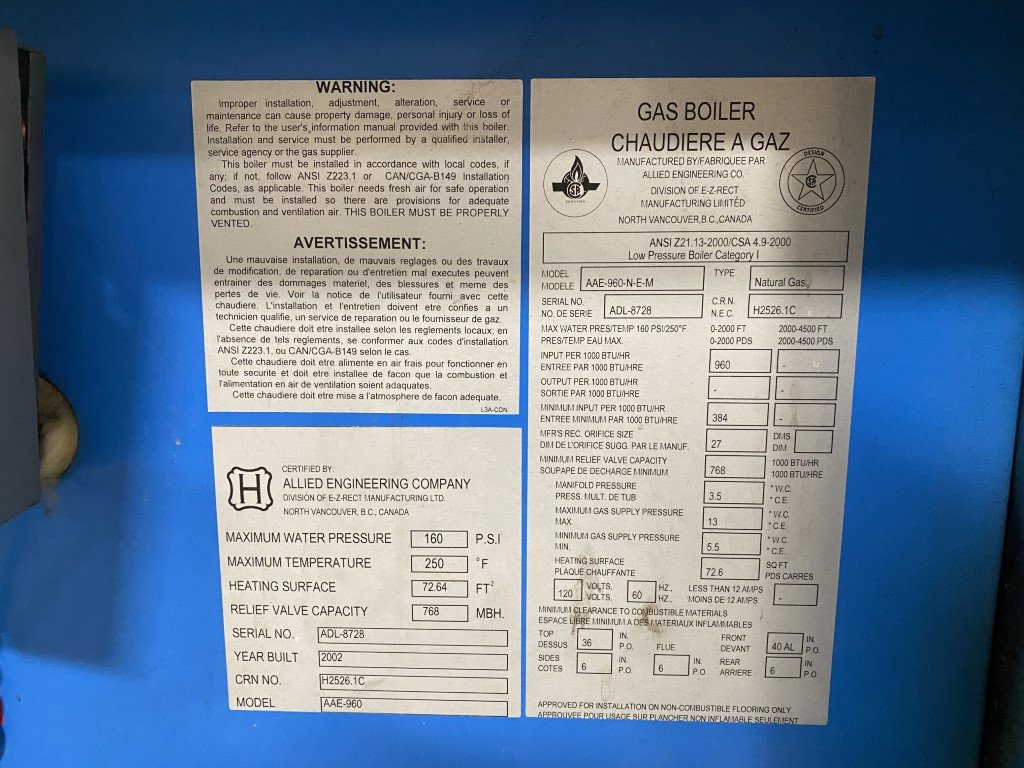 WARNING:
Improper installation, adjustment, alteration, service or
maintenance can cause property damage, personal injury or loss of
life. Refer to the user's information manual provided with this boiler.
Installation and service must be performed by a qualified installer,
service agency or the gas supplier.
This boiler must be installed in accordance with local codes, if
any; if not, follow ANSI Z223.1 or CAN/CGA-B149 Installation
Codes, as applicable. This boiler needs fresh air for safe operation
and must be installed so there are provisions for adequate
combustion and ventilation air. THIS BOILER MUST BE PROPERLY
VENTED.
AVERTISSEMENT:
Une mauvaise installation, de mauvais reglages ou des travaux
de modification, de reparation ou d'entretien mal executes peuvent
entrainer des dommages materiel, des blessures et meme des
pertes de vie. Voir la notice de l'utilisateur fourni avec cette
chaudiere. L'installation et l'entretien doivent etre confies a un
technicien qualifie, un service de reparation ou le fournisseur de gaz.
Cette chaudiere doit etre installee selon les reglements locaux; en
l'absence de tels reglements, se conformer aux codes d'installation
ANSI Z223.1. ou CAN/CGA-B149 selon le cas.
Cette chaudiere doit etre alimente en air frais pour fonctionner en
toute securite et doit etre installee de facon que la combustion et
l'alimentation en air de ventilation soient adequates.
Cette chaudiere doit etre mise a l'atmosphere de facon adequate.
L3A-CDN
H
CERTIFIED BY:
ALLIED ENGINEERING COMPANY
DIVISION OF E-Z-RECT MANUFACTURING LTD.
NORTH VANCOUVER, B.C., CANADA
MAXIMUM WATER PRESSURE 160 P.S.I
MAXIMUM TEMPERATURE 250 °F
HEATING SURFACE 72.64 FT²
RELIEF VALVE CAPACITY 768 MBH.
SERIAL NO. ADL-8728
YEAR BUILT 2002
CRN NO. H2526.1C
MODEL AAE-960
GAS BOILER
CHAUDIERE A GAZ
MANUFACTURED BY/FABRIQUEE PAR
ALLIED ENGINEERING CO.
DIVISION OF E-Z-RECT
MANUFACTURING LIMITÉD
NORTH VANCOUVER,B.C.,CANADA
CERTIFIED
DESIGN
CERTIFIED
ANSI Z21.13-2000/CSA 4.9-2000
Low Pressure Boiler Category I
MODEL TYPE
MODELE AAE-960-N-E-M Natural Gas
SERIAL NO. C.R.N.
NO. DE SERIE ADL-8728 N.E.C. H2526.1C
MAX WATER PRES/TEMP 160 PSI/250°F 0-2000 FT 2000-4500 FT
PRES/TEMP EAU MAX. 0-2000 PDS 2000-4500 PDS
INPUT PER 1000 BTU/HR
ENTREE PAR 1000 BTU/HRE 960 -
OUTPUT PER 1000 BTU/HR
SORTIE PAR 1000 BTU/HRE - -
MINIMUM INPUT PER 1000 BTU/HR
ENTREE MINIMUM PAR 1000 BTU/HRE 384 -
MFR'S REC. ORIFICE SIZE DMS
DIM DE L'ORIFICE SUGG. PAR LE MANUF. 27 DIM
MINIMUM RELIEF VALVE CAPACITY 1000 BTU/HR
SOUPAPE DE DECHARGE MINIMUM 768 1000 BTU/HRE
MANIFOLD PRESSURE " W.C.
PRESS. MULT. DE TUB 3.5 " C.E.
MAXIMUM GAS SUPPLY PRESSURE " W.C.
MAX. 13 " C.E.
MINIMUM GAS SUPPLY PRESSURE " W.C.
MIN. 5.5 " C.E.
HEATING SURFACE SQ FT
PLAQUE CHAUFFANTE 72.6 PDS CARRES
120 VOLTS, 60 HZ., LESS THAN 12 AMPS
VOLTS, HZ., MOINS DE 12 AMPS -
MINIMUM CLEARANCE TO COMBUSTIBLE MATERIALS
ESPACE LIBRE MINIMUM A DES MATERIAUX INFLAMMABLES
TOP 36 IN. FLUE FRONT 40 AL IN.
DESSUS P.O. DEVANT P.O.
SIDES 6 IN. 6 IN. REAR 6 IN.
COTES P.O. P.O. ARRIERE P.O.
APPROVED FOR INSTALLATION ON NON-COMBUSTIBLE FLOORING ONLY
APPROUVEE POUR USAGE SUR PLANCHER NON INFLAMABLE SEULEMENT